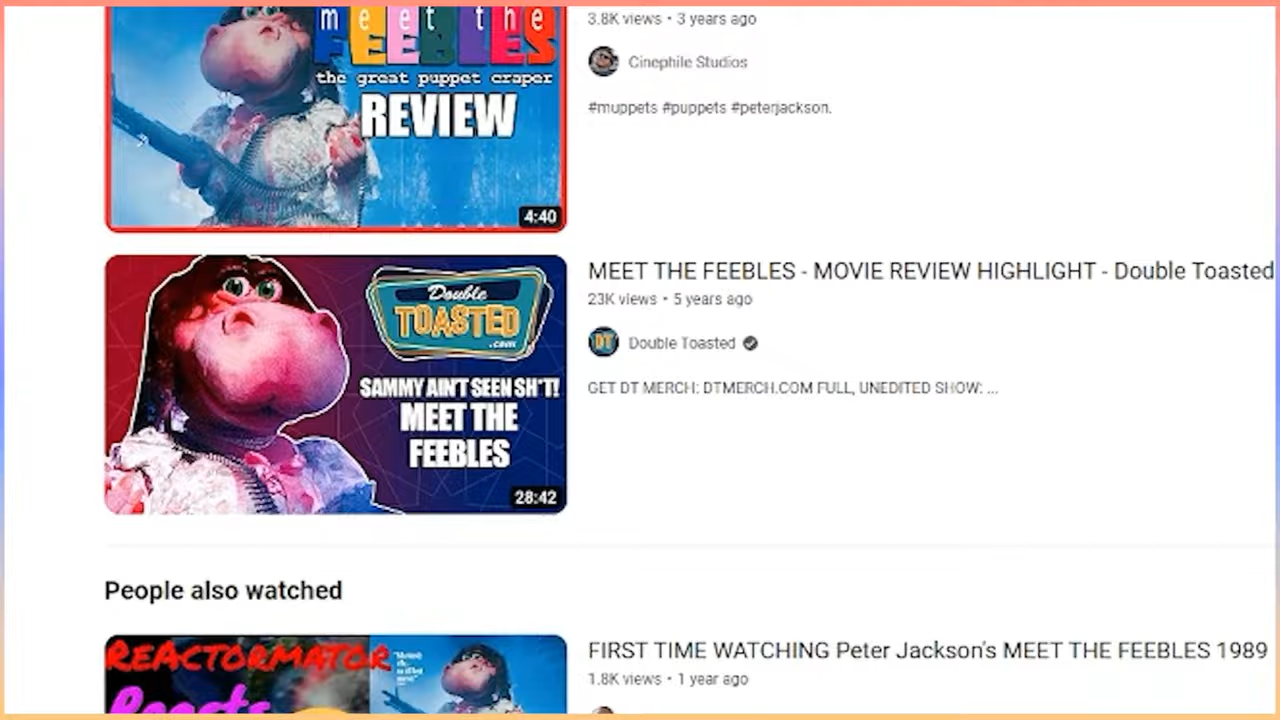 meet the
FEEBLES
the great puppet craper
REVIEW
4:40
3.8K views • 3 years ago
Cinephile Studios
#muppets #puppets #peterjackson.
Double
TOASTED
.com
SAMMY AIN'T SEEN SH*T!
MEET THE
FEEBLES
28:42
MEET THE FEEBLES - MOVIE REVIEW HIGHLIGHT - Double Toasted
23K views • 5 years ago
DT
Double Toasted
GET DT MERCH: DTMERCH.COM FULL, UNEDITED SHOW: ...
People also watched
REACTORMATOR
Reacts
FIRST TIME WATCHING Peter Jackson's MEET THE FEEBLES 1989
1.8K views • 1 year ago